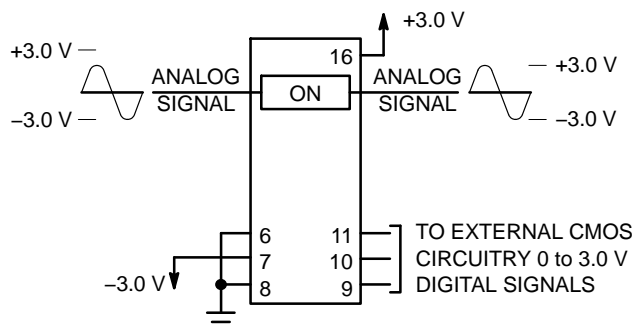 +3.0 V
16
+3.0 V
ANALOG
SIGNAL
ON
ANALOG
SIGNAL
+3.0 V
−3.0 V
−3.0 V
6
7
8
11
10
9
TO EXTERNAL CMOS
CIRCUITRY 0 to 3.0 V
DIGITAL SIGNALS
−3.0 V